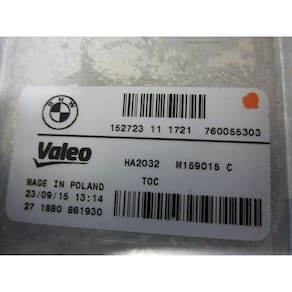 BMW
152723 11 1721 760055303
Valeo
HA2032 M159015 C
MADE IN POLAND TOC
23/09/15 13:14
27 1880 861930